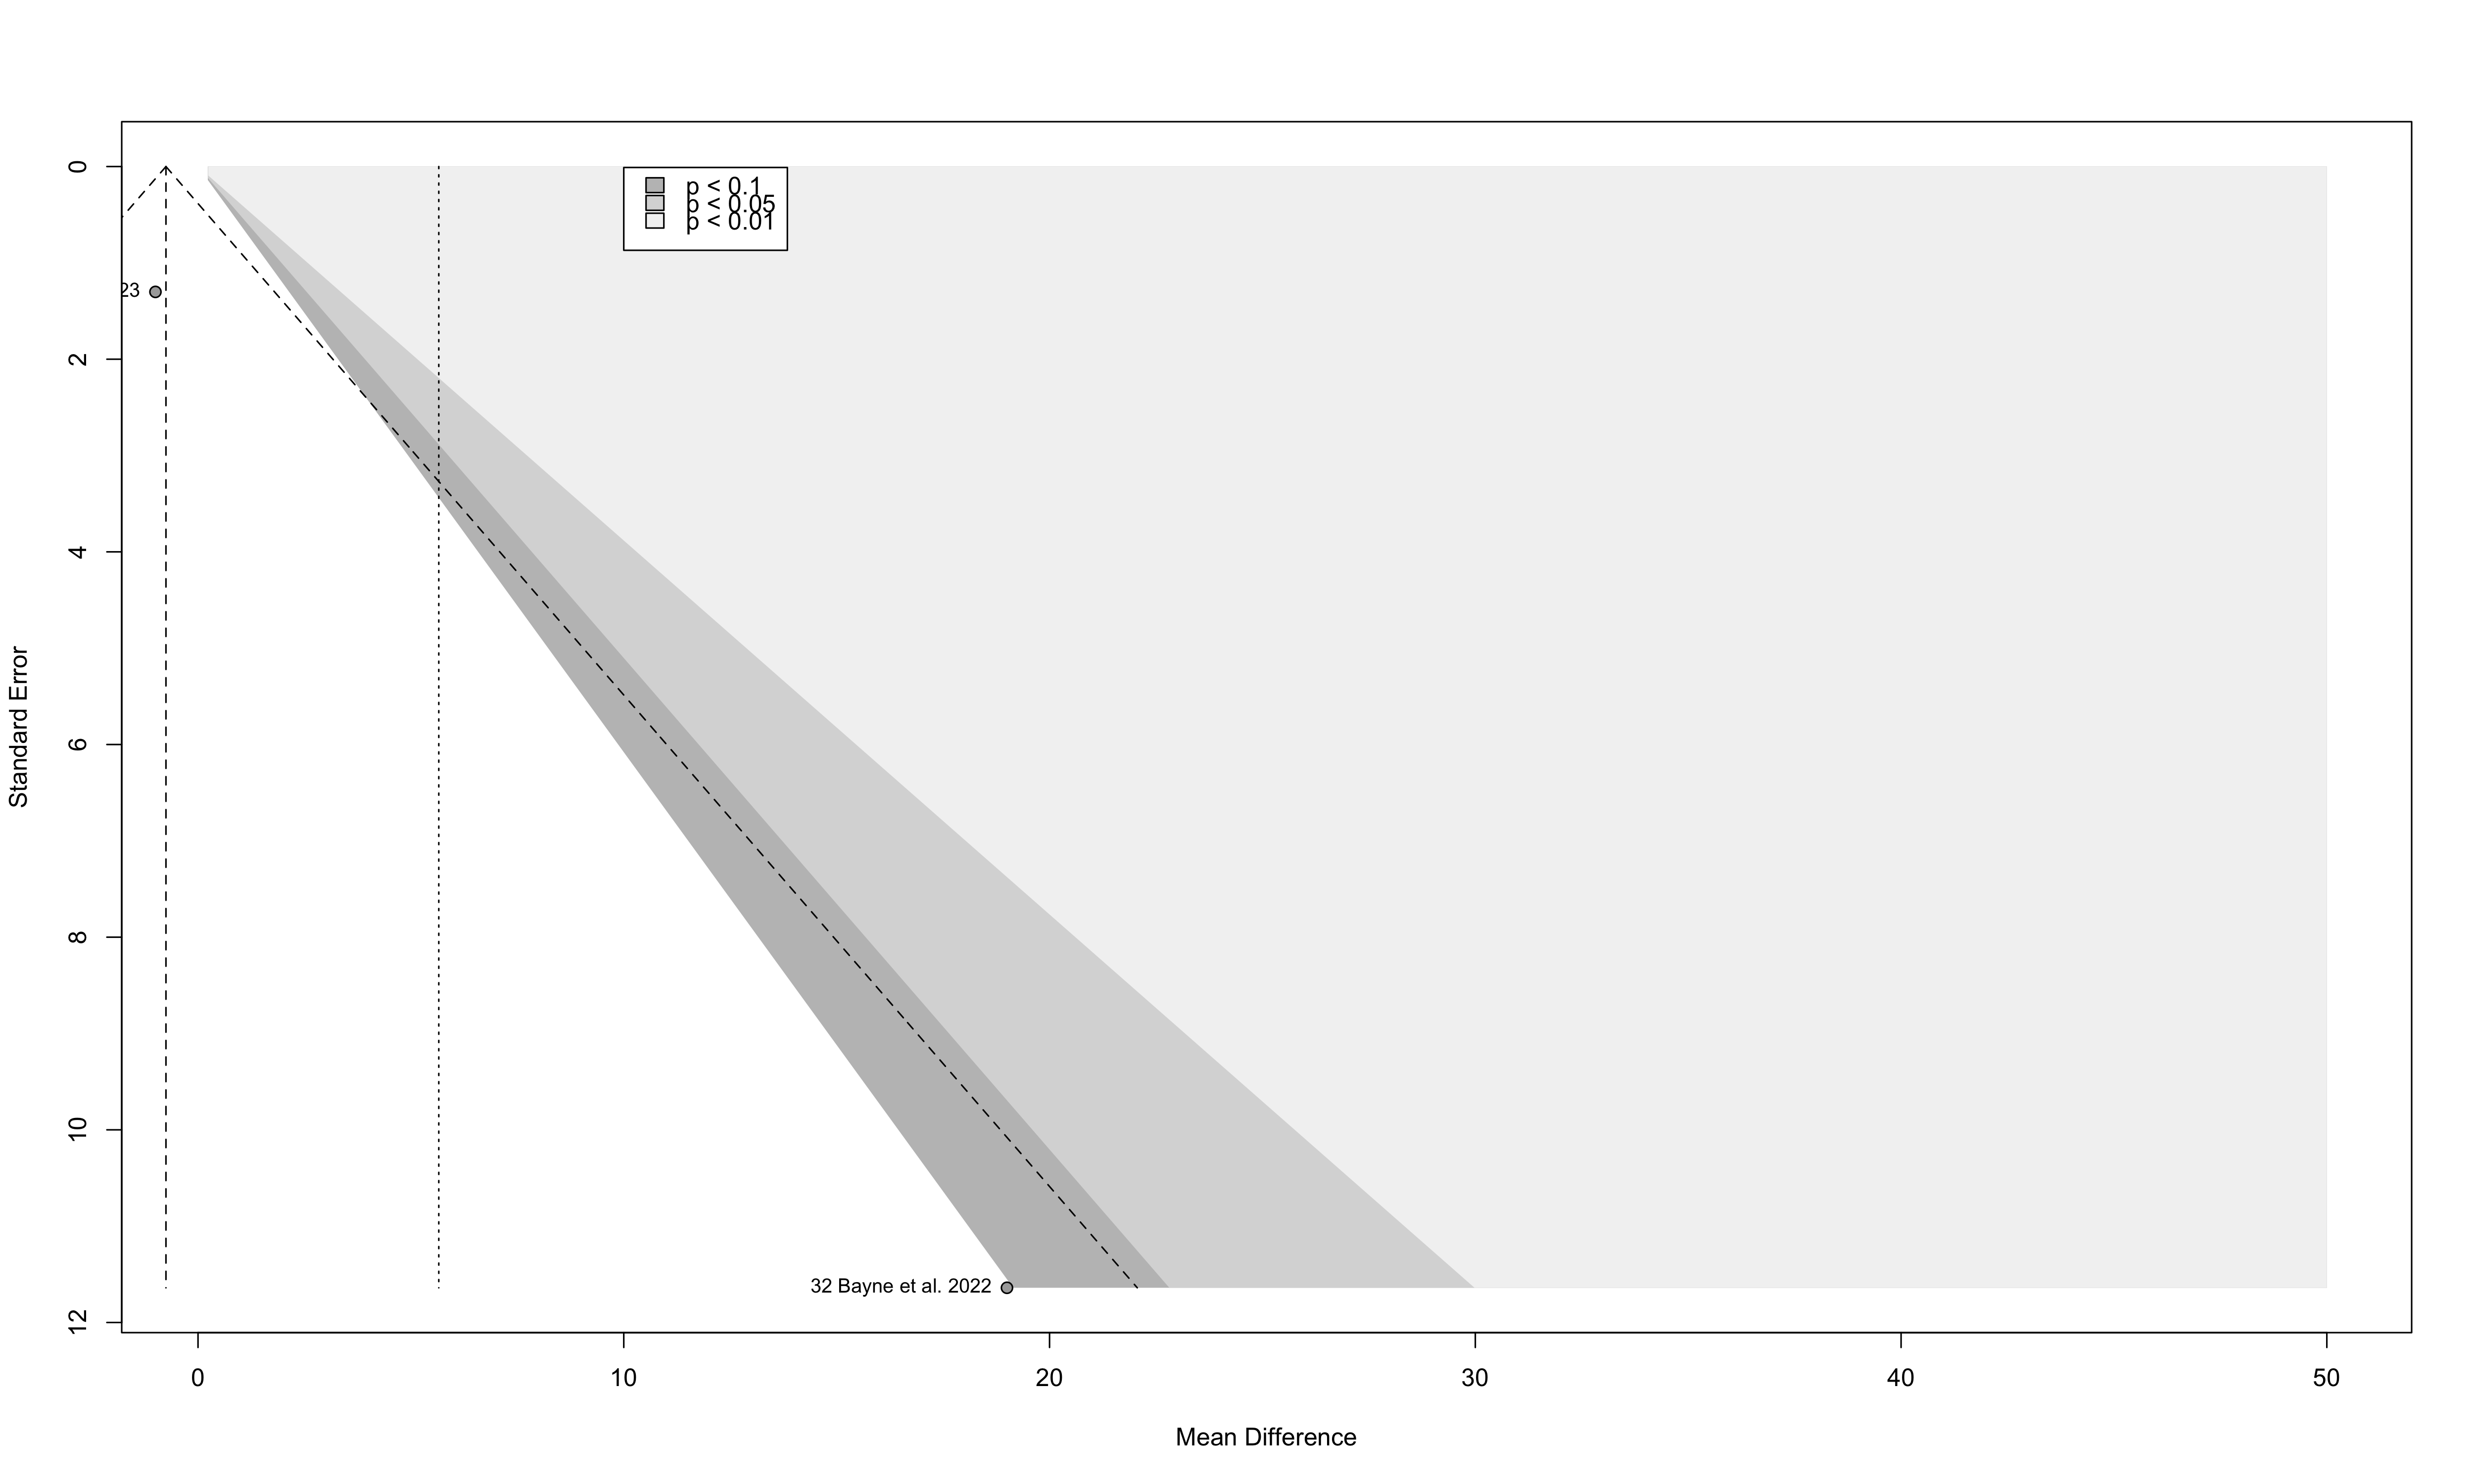 p < 0.1
p < 0.05
p < 0.01
0
2
4
6
8
10
12
Standard Error
23
32 Bayne et al. 2022
0
10
20
30
40
50
Mean Difference